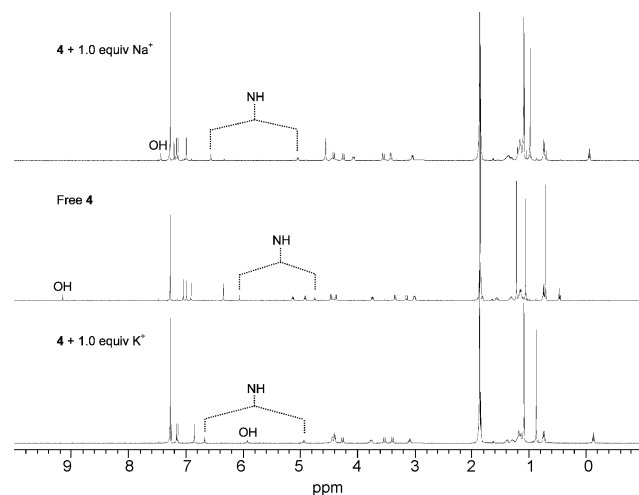 4 + 1.0 equiv Na⁺
NH
OH
Free 4
NH
OH
4 + 1.0 equiv K⁺
NH
OH
9 8 7 6 5 4 3 2 1 0
ppm